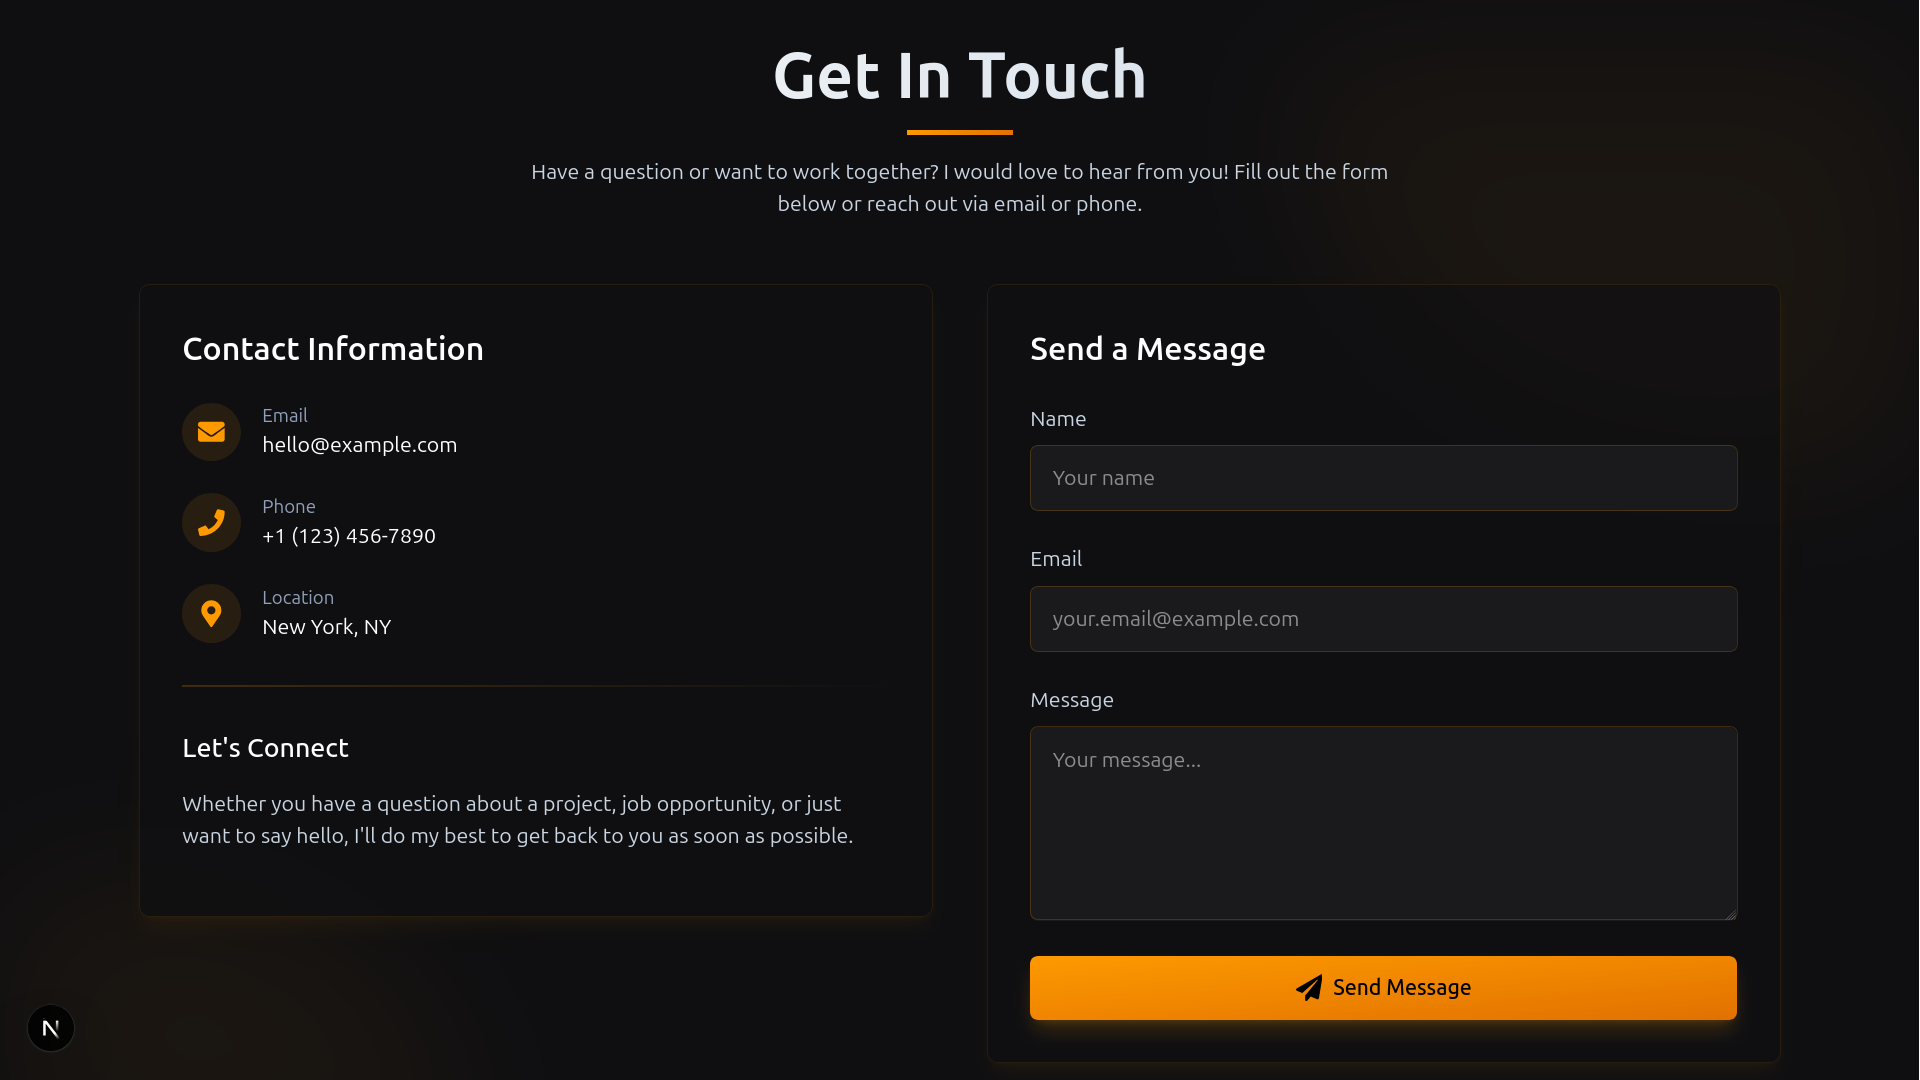 Get In Touch
Have a question or want to work together? I would love to hear from you! Fill out the form
below or reach out via email or phone.
Contact Information
Email
hello@example.com
Phone
+1 (123) 456-7890
Location
New York, NY
Let's Connect
Whether you have a question about a project, job opportunity, or just
want to say hello, I'll do my best to get back to you as soon as possible.
Send a Message
Name
Your name
Email
your.email@example.com
Message
Your message...
Send Message
N